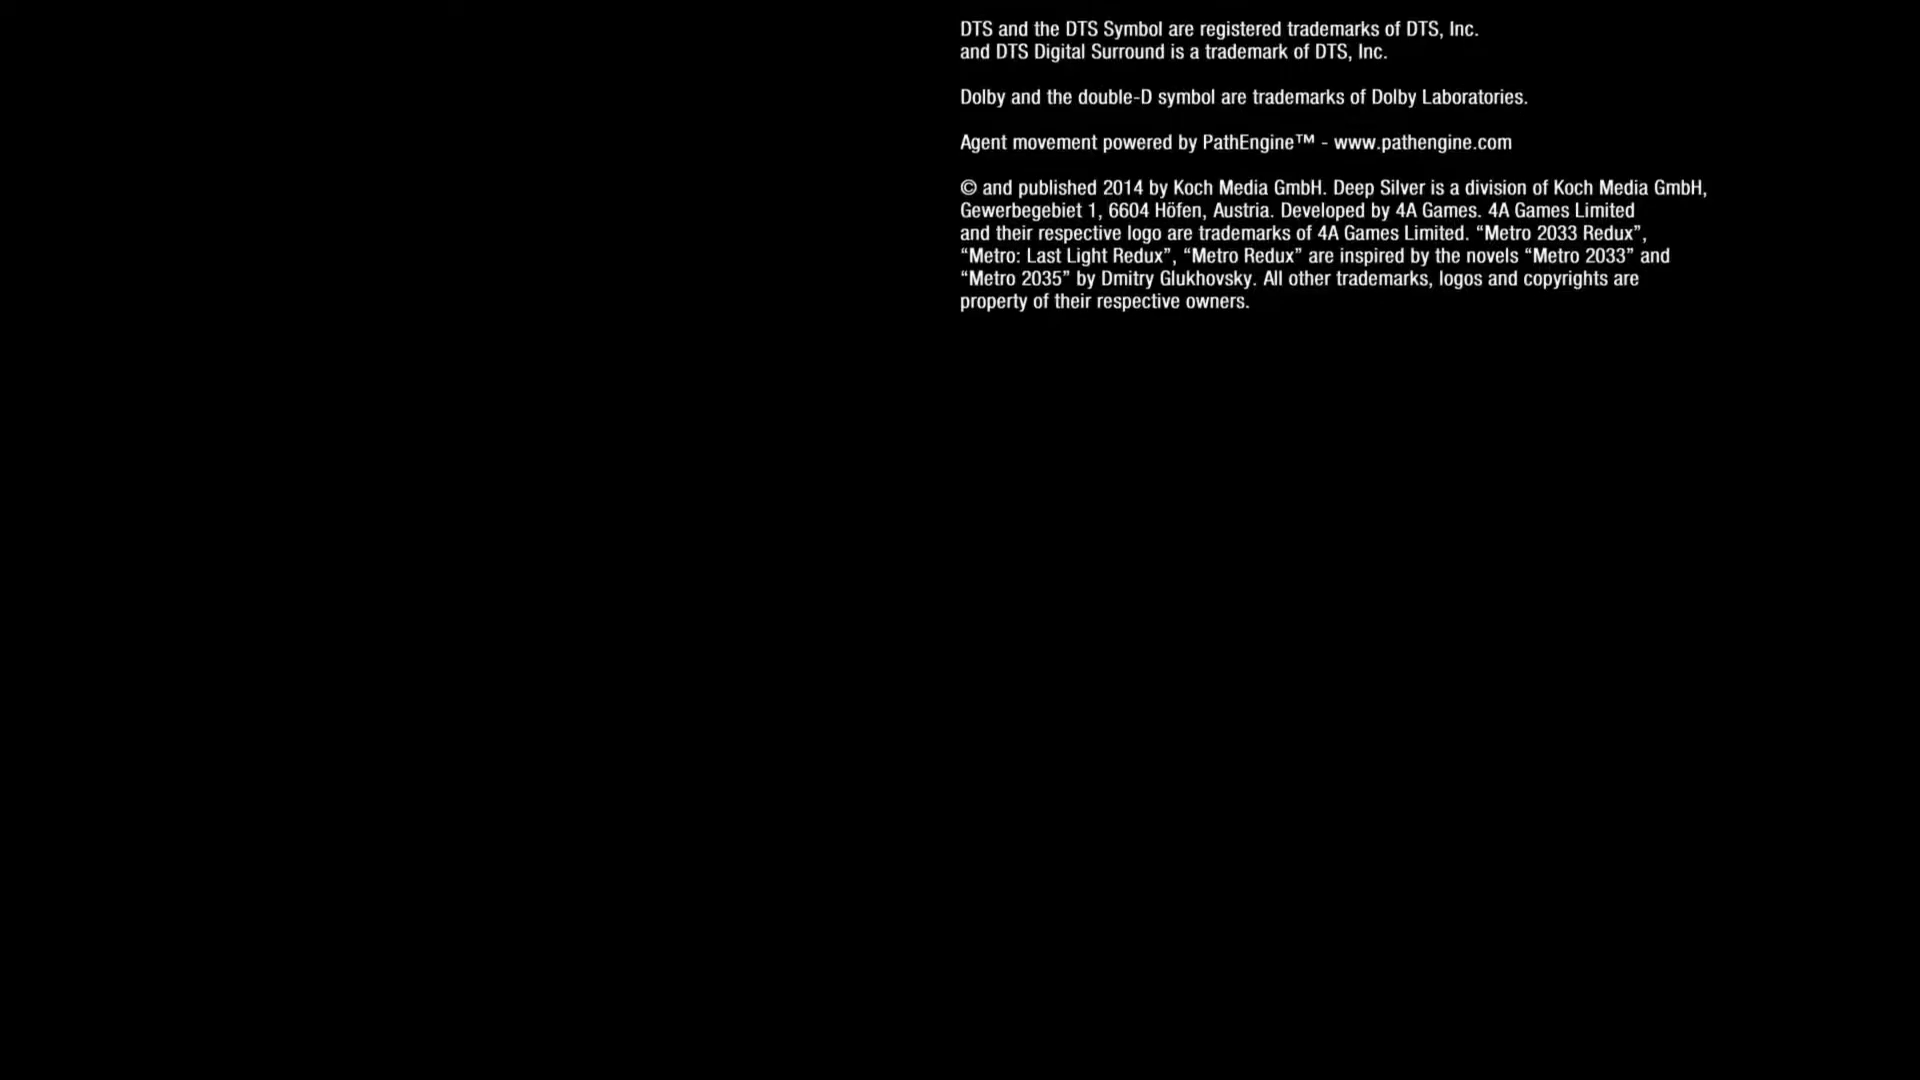 DTS and the DTS Symbol are registered trademarks of DTS, Inc.
and DTS Digital Surround is a trademark of DTS, Inc.
Dolby and the double-D symbol are trademarks of Dolby Laboratories.
Agent movement powered by PathEngine™ - www.pathengine.com
© and published 2014 by Koch Media GmbH. Deep Silver is a division of Koch Media GmbH,
Gewerbegebiet 1, 6604 Höfen, Austria. Developed by 4A Games. 4A Games Limited
and their respective logo are trademarks of 4A Games Limited. “Metro 2033 Redux”,
“Metro: Last Light Redux”, “Metro Redux” are inspired by the novels “Metro 2033” and
“Metro 2035” by Dmitry Glukhovsky. All other trademarks, logos and copyrights are
property of their respective owners.